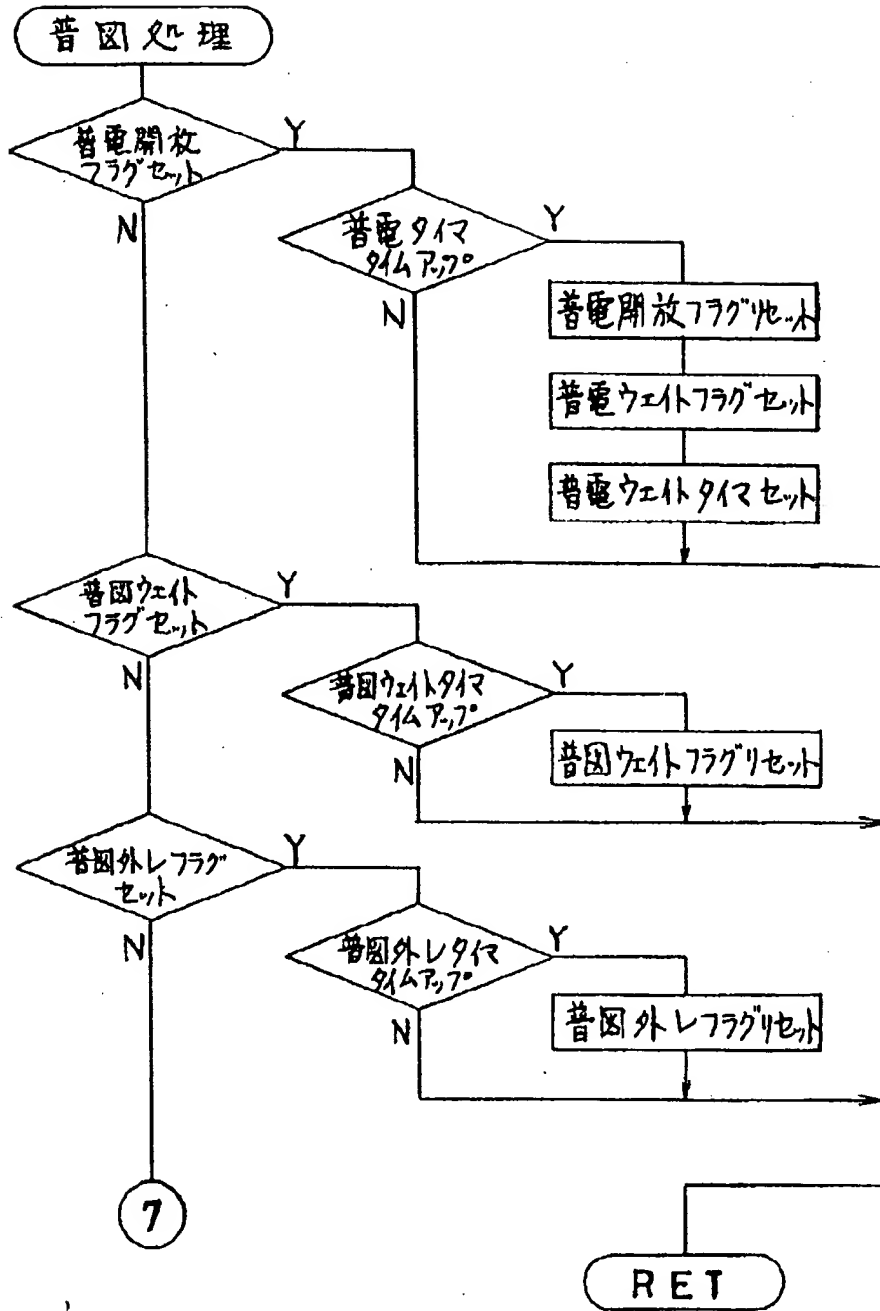 普図処理
普電開放
フラグセット
Y
N
普電タイマ
タイムアップ
Y
N
普電開放フラグリセット
普電ウェイトフラグセット
普電ウェイトタイマセット
普図ウェイト
フラグセット
Y
N
普図ウェイトタイマ
タイムアップ
Y
N
普図ウェイトフラグリセット
普図外レフラグ
セット
Y
N
普図外レタイマ
タイムアップ
Y
N
普図外レフラグリセット
7
RET